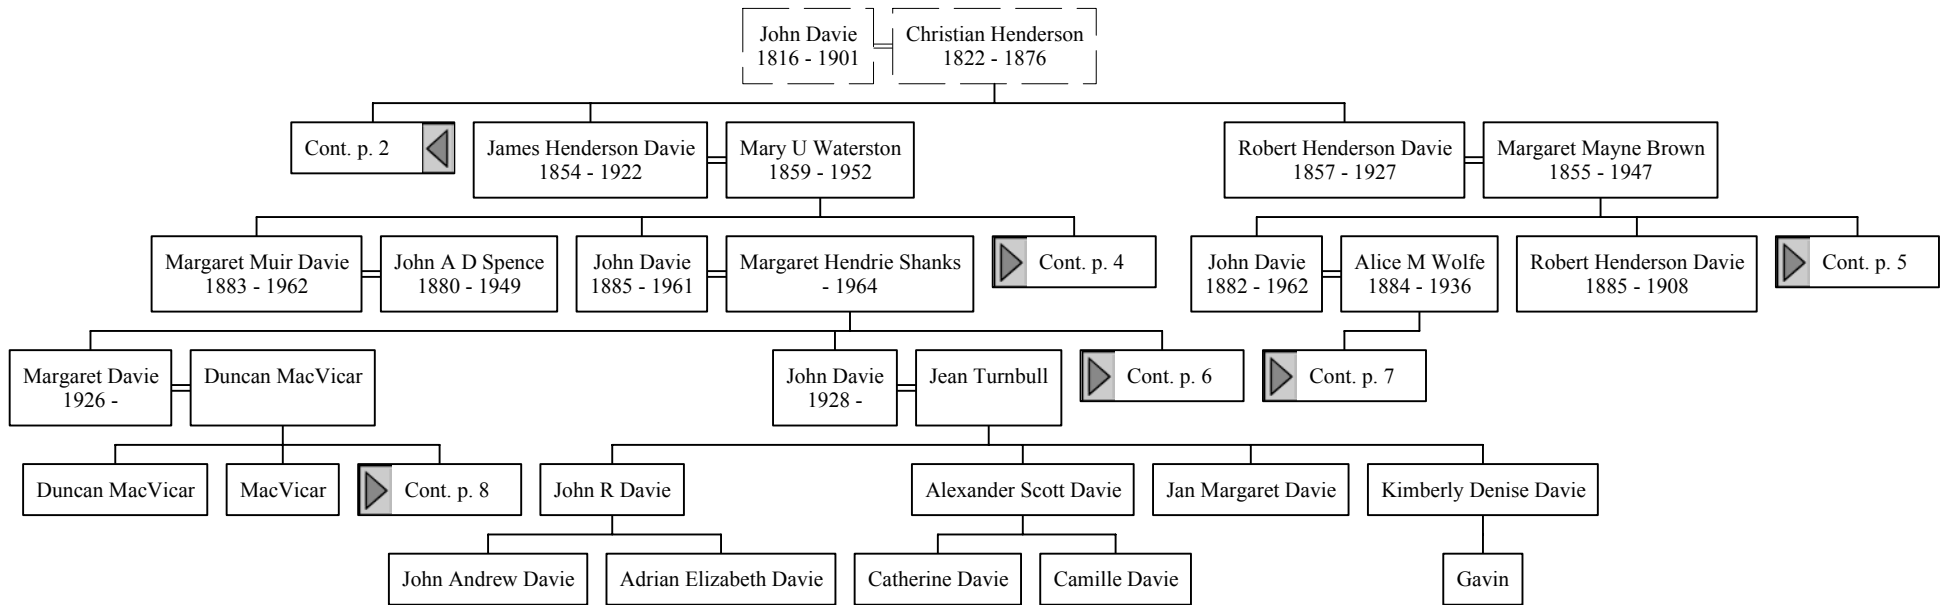 John Davie
1816 - 1901
Christian Henderson
1822 - 1876
Cont. p. 2
James Henderson Davie
1854 - 1922
Mary U Waterston
1859 - 1952
Robert Henderson Davie
1857 - 1927
Margaret Mayne Brown
1855 - 1947
Margaret Muir Davie
1883 - 1962
John A D Spence
1880 - 1949
John Davie
1885 - 1961
Margaret Hendrie Shanks
- 1964
Cont. p. 4
John Davie
1882 - 1962
Alice M Wolfe
1884 - 1936
Robert Henderson Davie
1885 - 1908
Cont. p. 5
Margaret Davie
1926 -
Duncan MacVicar
John Davie
1928 -
Jean Turnbull
Cont. p. 6
Cont. p. 7
Duncan MacVicar
MacVicar
Cont. p. 8
John R Davie
Alexander Scott Davie
Jan Margaret Davie
Kimberly Denise Davie
John Andrew Davie
Adrian Elizabeth Davie
Catherine Davie
Camille Davie
Gavin